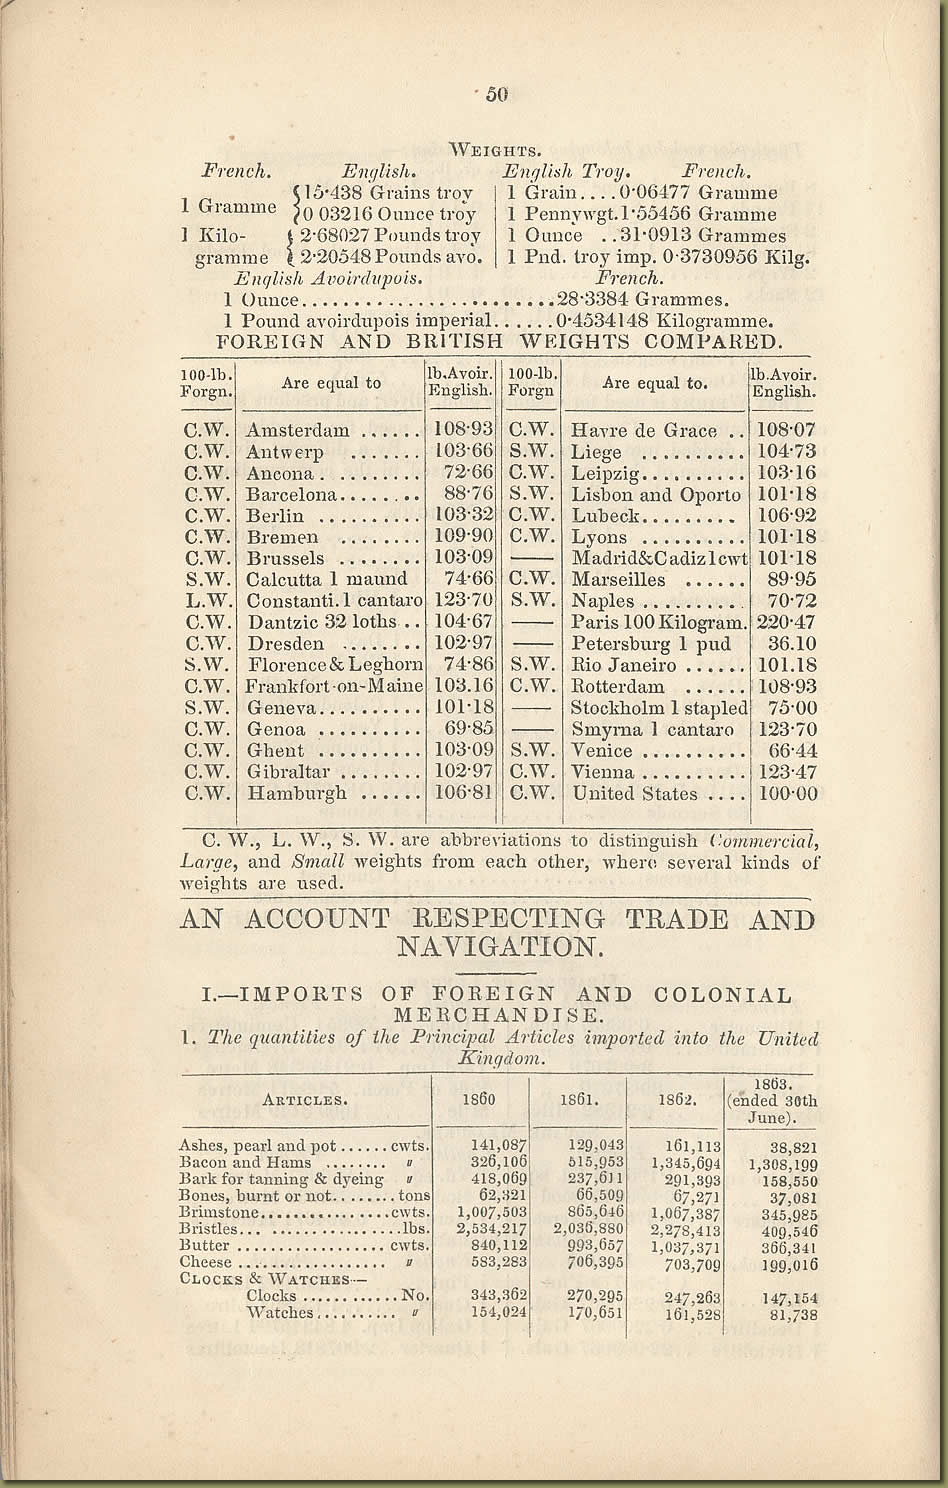 50
WEIGHTS.
French. English. English Troy. French.
1 Gramme { 15·438 Grains troy | 1 Grain....0·06477 Gramme
0 03216 Ounce troy | 1 Pennywgt.1·55456 Gramme
1 Kilo- { 2·68027 Pounds troy | 1 Ounce ..31·0913 Grammes
gramme { 2·20548 Pounds avo. | 1 Pnd. troy imp. 0·3730956 Kilg.
English Avoirdupois. French.
1 Ounce.........................28·3384 Grammes.
1 Pound avoirdupois imperial......0·4534148 Kilogramme.
FOREIGN AND BRITISH WEIGHTS COMPARED.
100-lb. Forgn. | Are equal to | lb.Avoir. English. | 100-lb. Forgn | Are equal to. | lb.Avoir. English.
C.W. | Amsterdam ...... | 108·93 | C.W. | Havre de Grace .. | 108·07
C.W. | Antwerp ....... | 103·66 | S.W. | Liege .......... | 104·73
C.W. | Ancona. ........ | 72·66 | C.W. | Leipzig.......... | 103·16
C.W. | Barcelona........ | 88·76 | S.W. | Lisbon and Oporto | 101·18
C.W. | Berlin .......... | 103·32 | C.W. | Lubeck......... | 106·92
C.W. | Bremen ........ | 109·90 | C.W. | Lyons .......... | 101·18
C.W. | Brussels ........ | 103·09 | —— | Madrid&Cadiz1cwt | 101·18
S.W. | Calcutta 1 maund | 74·66 | C.W. | Marseilles ...... | 89·95
L.W. | Constanti.1 cantaro | 123·70 | S.W. | Naples .......... | 70·72
C.W. | Dantzic 32 loths .. | 104·67 | —— | Paris 100 Kilogram. | 220·47
C.W. | Dresden ........ | 102·97 | —— | Petersburg 1 pud | 36.10
S.W. | Florence & Leghorn | 74·86 | S.W. | Rio Janeiro ...... | 101.18
C.W. | Frankfort-on-Maine | 103.16 | C.W. | Rotterdam ...... | 108·93
S.W. | Geneva.......... | 101·18 | —— | Stockholm 1 stapled | 75·00
C.W. | Genoa .......... | 69·85 | —— | Smyrna 1 cantaro | 123·70
C.W. | Ghent .......... | 103·09 | S.W. | Venice .......... | 66·44
C.W. | Gibraltar ........ | 102·97 | C.W. | Vienna .......... | 123·47
C.W. | Hamburgh ...... | 106·81 | C.W. | United States .... | 100·00
C. W., L. W., S. W. are abbreviations to distinguish Commercial,
Large, and Small weights from each other, where several kinds of
weights are used.
AN ACCOUNT RESPECTING TRADE AND
NAVIGATION.
I.—IMPORTS OF FOREIGN AND COLONIAL
MERCHANDISE.
1. The quantities of the Principal Articles imported into the United
Kingdom.
ARTICLES. | 1860 | 1861. | 1862. | 1863. (ended 30th June).
Ashes, pearl and pot......cwts. | 141,087 | 129,043 | 161,113 | 38,821
Bacon and Hams ........ " | 326,106 | 515,953 | 1,345,694 | 1,308,199
Bark for tanning & dyeing " | 418,069 | 237,611 | 291,393 | 158,550
Bones, burnt or not........tons | 62,321 | 66,509 | 67,271 | 37,081
Brimstone................cwts. | 1,007,503 | 865,646 | 1,067,387 | 345,985
Bristles... .................lbs. | 2,534,217 | 2,036,880 | 2,278,413 | 409,546
Butter .................. cwts. | 840,112 | 993,657 | 1,037,371 | 366,341
Cheese .................. " | 583,283 | 706,395 | 703,709 | 199,016
CLOCKS & WATCHES—
Clocks ............No. | 343,362 | 270,295 | 247,263 | 147,154
Watches.......... " | 154,024 | 170,651 | 161,528 | 81,738